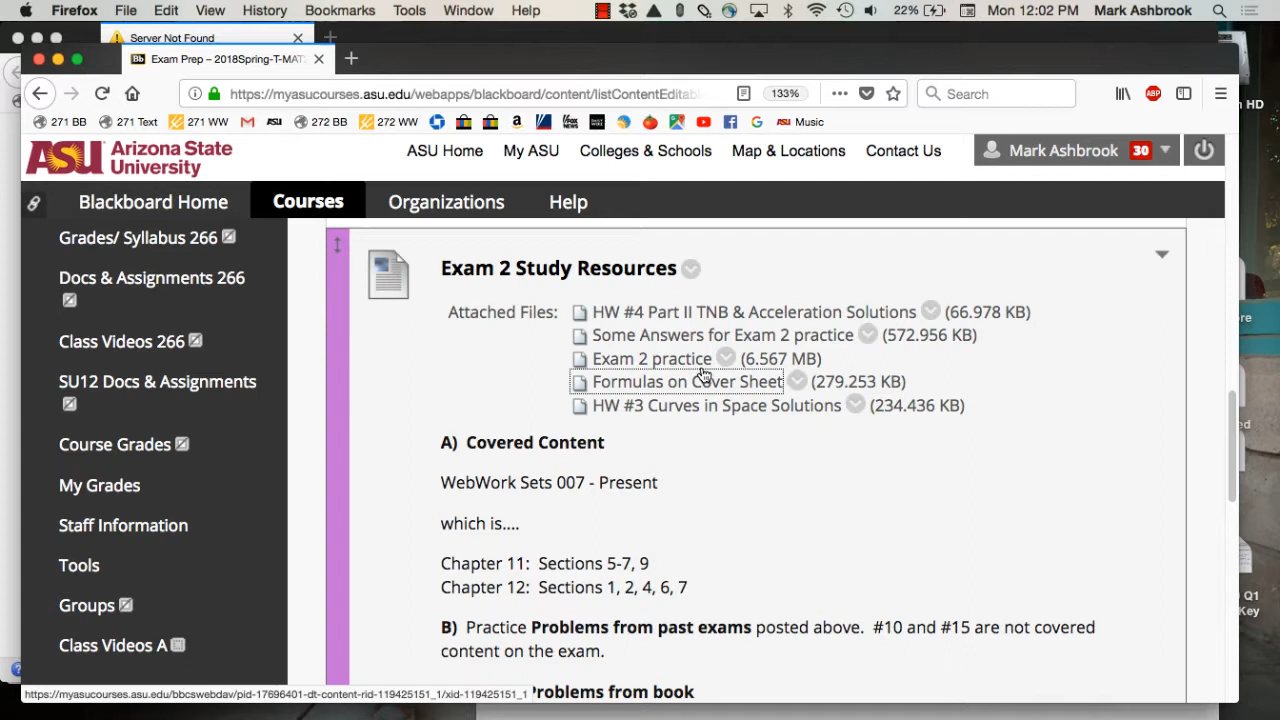 Firefox File Edit View History Bookmarks Tools Window Help 22% Mon 12:02 PM Mark Ashbrook
Server Not Found
Bb Exam Prep – 2018Spring-T-MAT
https://myasucourses.asu.edu/webapps/blackboard/content/listContentEditab 133% Search ABP
271 BB 271 Text 271 WW ASU 272 BB 272 WW ASU Music
HD
ASU Arizona State University ASU Home My ASU Colleges & Schools Map & Locations Contact Us Mark Ashbrook 30
Blackboard Home Courses Organizations Help
Grades/ Syllabus 266
Docs & Assignments 266
Class Videos 266
SU12 Docs & Assignments
Course Grades
My Grades
Staff Information
Tools
Groups
Class Videos A
Exam 2 Study Resources
Attached Files: HW #4 Part II TNB & Acceleration Solutions (66.978 KB)
Some Answers for Exam 2 practice (572.956 KB)
Exam 2 practice (6.567 MB)
Formulas on Cover Sheet (279.253 KB)
HW #3 Curves in Space Solutions (234.436 KB)
A) Covered Content
WebWork Sets 007 - Present
which is....
Chapter 11: Sections 5-7, 9
Chapter 12: Sections 1, 2, 4, 6, 7
B) Practice Problems from past exams posted above. #10 and #15 are not covered
content on the exam.
Problems from book
https://myasucourses.asu.edu/bbcswebdav/pid-17696401-dt-content-rid-119425151_1/xid-119425151_1
Q1
Key